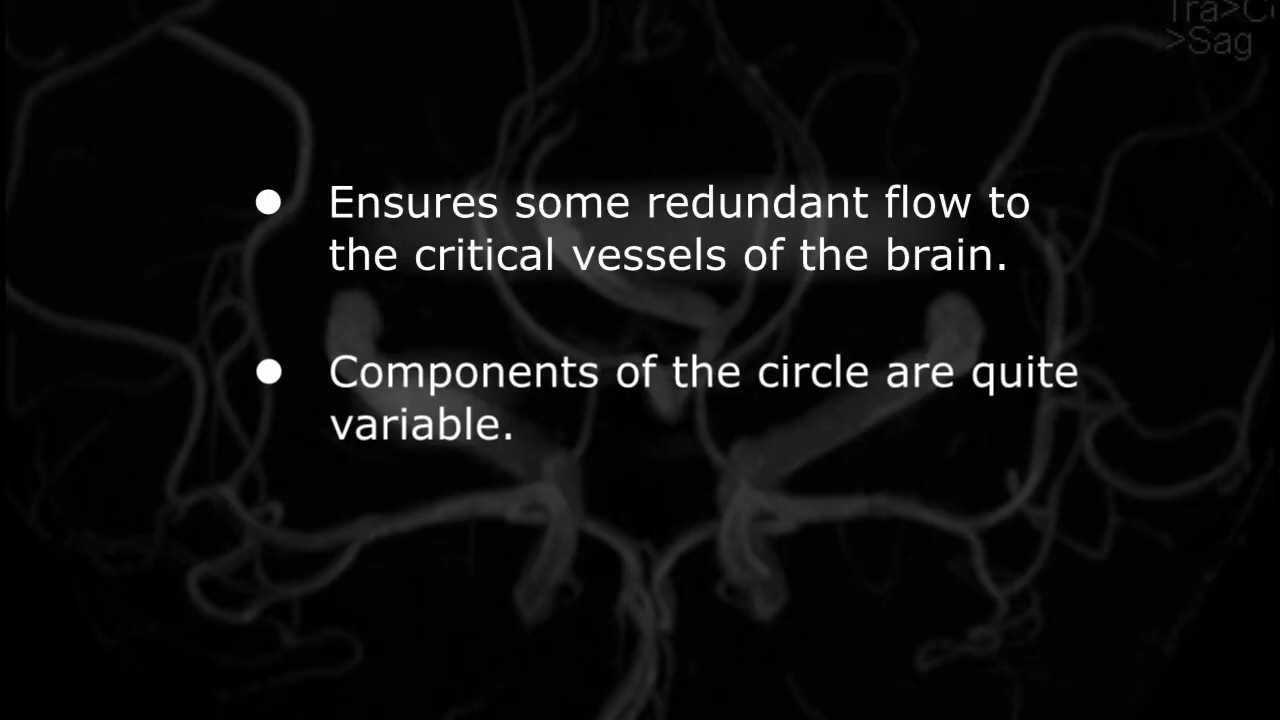 >Sag
● Ensures some redundant flow to
the critical vessels of the brain.
● Components of the circle are quite
variable.